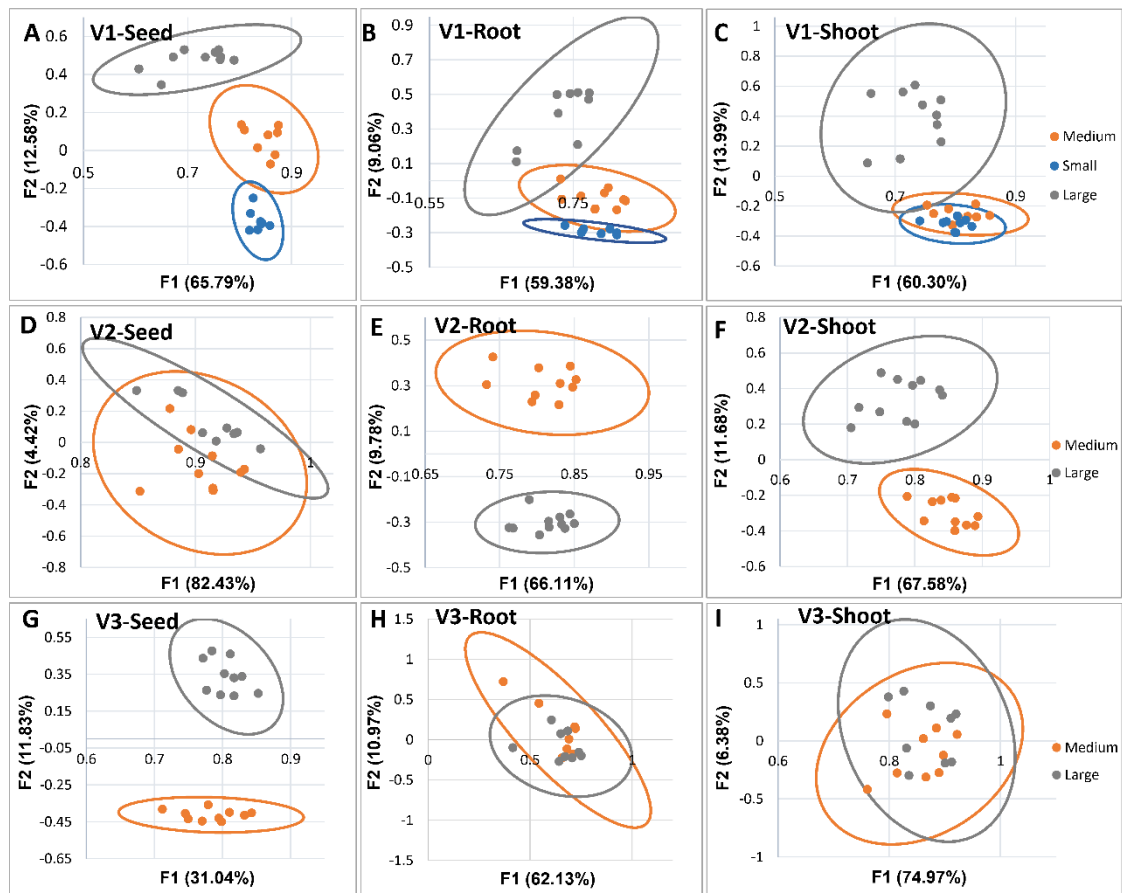 A V1-Seed
0.6
0.4
0.2
0
-0.2
-0.4
-0.6
0.5 0.7 0.9
F2 (12.58%)
F1 (65.79%)
B V1-Root
0.9
0.7
0.5
0.3
0.1
-0.1
-0.3
-0.5
0.55 0.75
F2 (9.06%)
F1 (59.38%)
C V1-Shoot
1
0.8
0.6
0.4
0.2
0
-0.2
-0.4
-0.6
0.5 0.7 0.9
F2 (13.99%)
F1 (60.30%)
Medium
Small
Large
D V2-Seed
0.8
0.6
0.4
0.2
0
-0.2
-0.4
-0.6
-0.8
0.8 0.9 1
F2 (4.42%)
F1 (82.43%)
E V2-Root
0.5
0.3
0.1
-0.1
-0.3
-0.5
0.65 0.75 0.85 0.95
F2 (9.78%)
F1 (66.11%)
F V2-Shoot
0.8
0.6
0.4
0.2
0
-0.2
-0.4
-0.6
0.6 0.7 0.8 0.9 1
F2 (11.68%)
F1 (67.58%)
Medium
Large
G V3-Seed
0.55
0.35
0.15
-0.05
-0.25
-0.45
-0.65
0.6 0.7 0.8 0.9
F2 (11.83%)
F1 (31.04%)
H V3-Root
1.5
1
0.5
0
-0.5
-1
-1.5
0 0.5 1
F2 (10.97%)
F1 (62.13%)
I V3-Shoot
1
0.5
0
-0.5
-1
0.7 0.8 0.9 1
F2 (6.38%)
F1 (74.97%)
Medium
Large